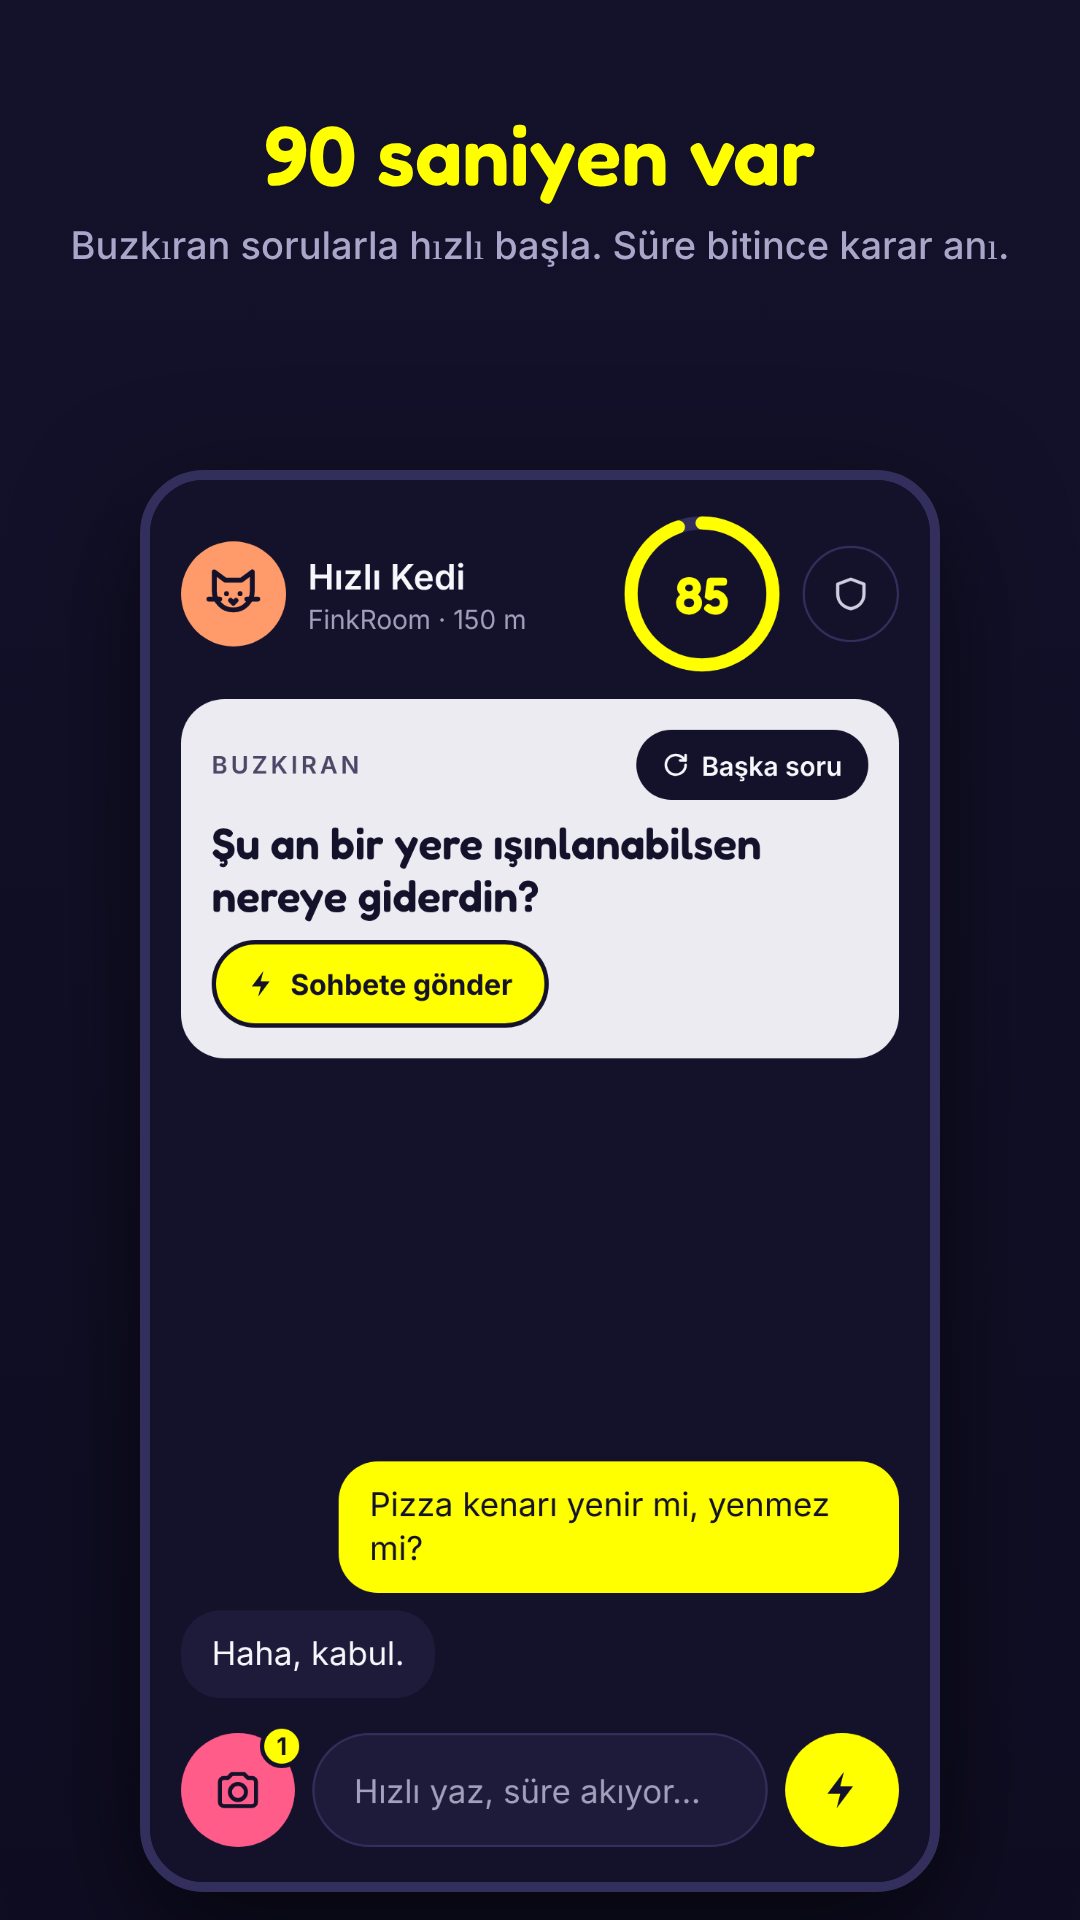 90 saniyen var
Buzkıran sorularla hızlı başla. Süre bitince karar anı.
Hızlı Kedi
FinkRoom · 150 m
85
BUZKIRAN
Başka soru
Şu an bir yere ışınlanabilsen
nereye giderdin?
Sohbete gönder
Pizza kenarı yenir mi, yenmez
mi?
Haha, kabul.
1
Hızlı yaz, süre akıyor...